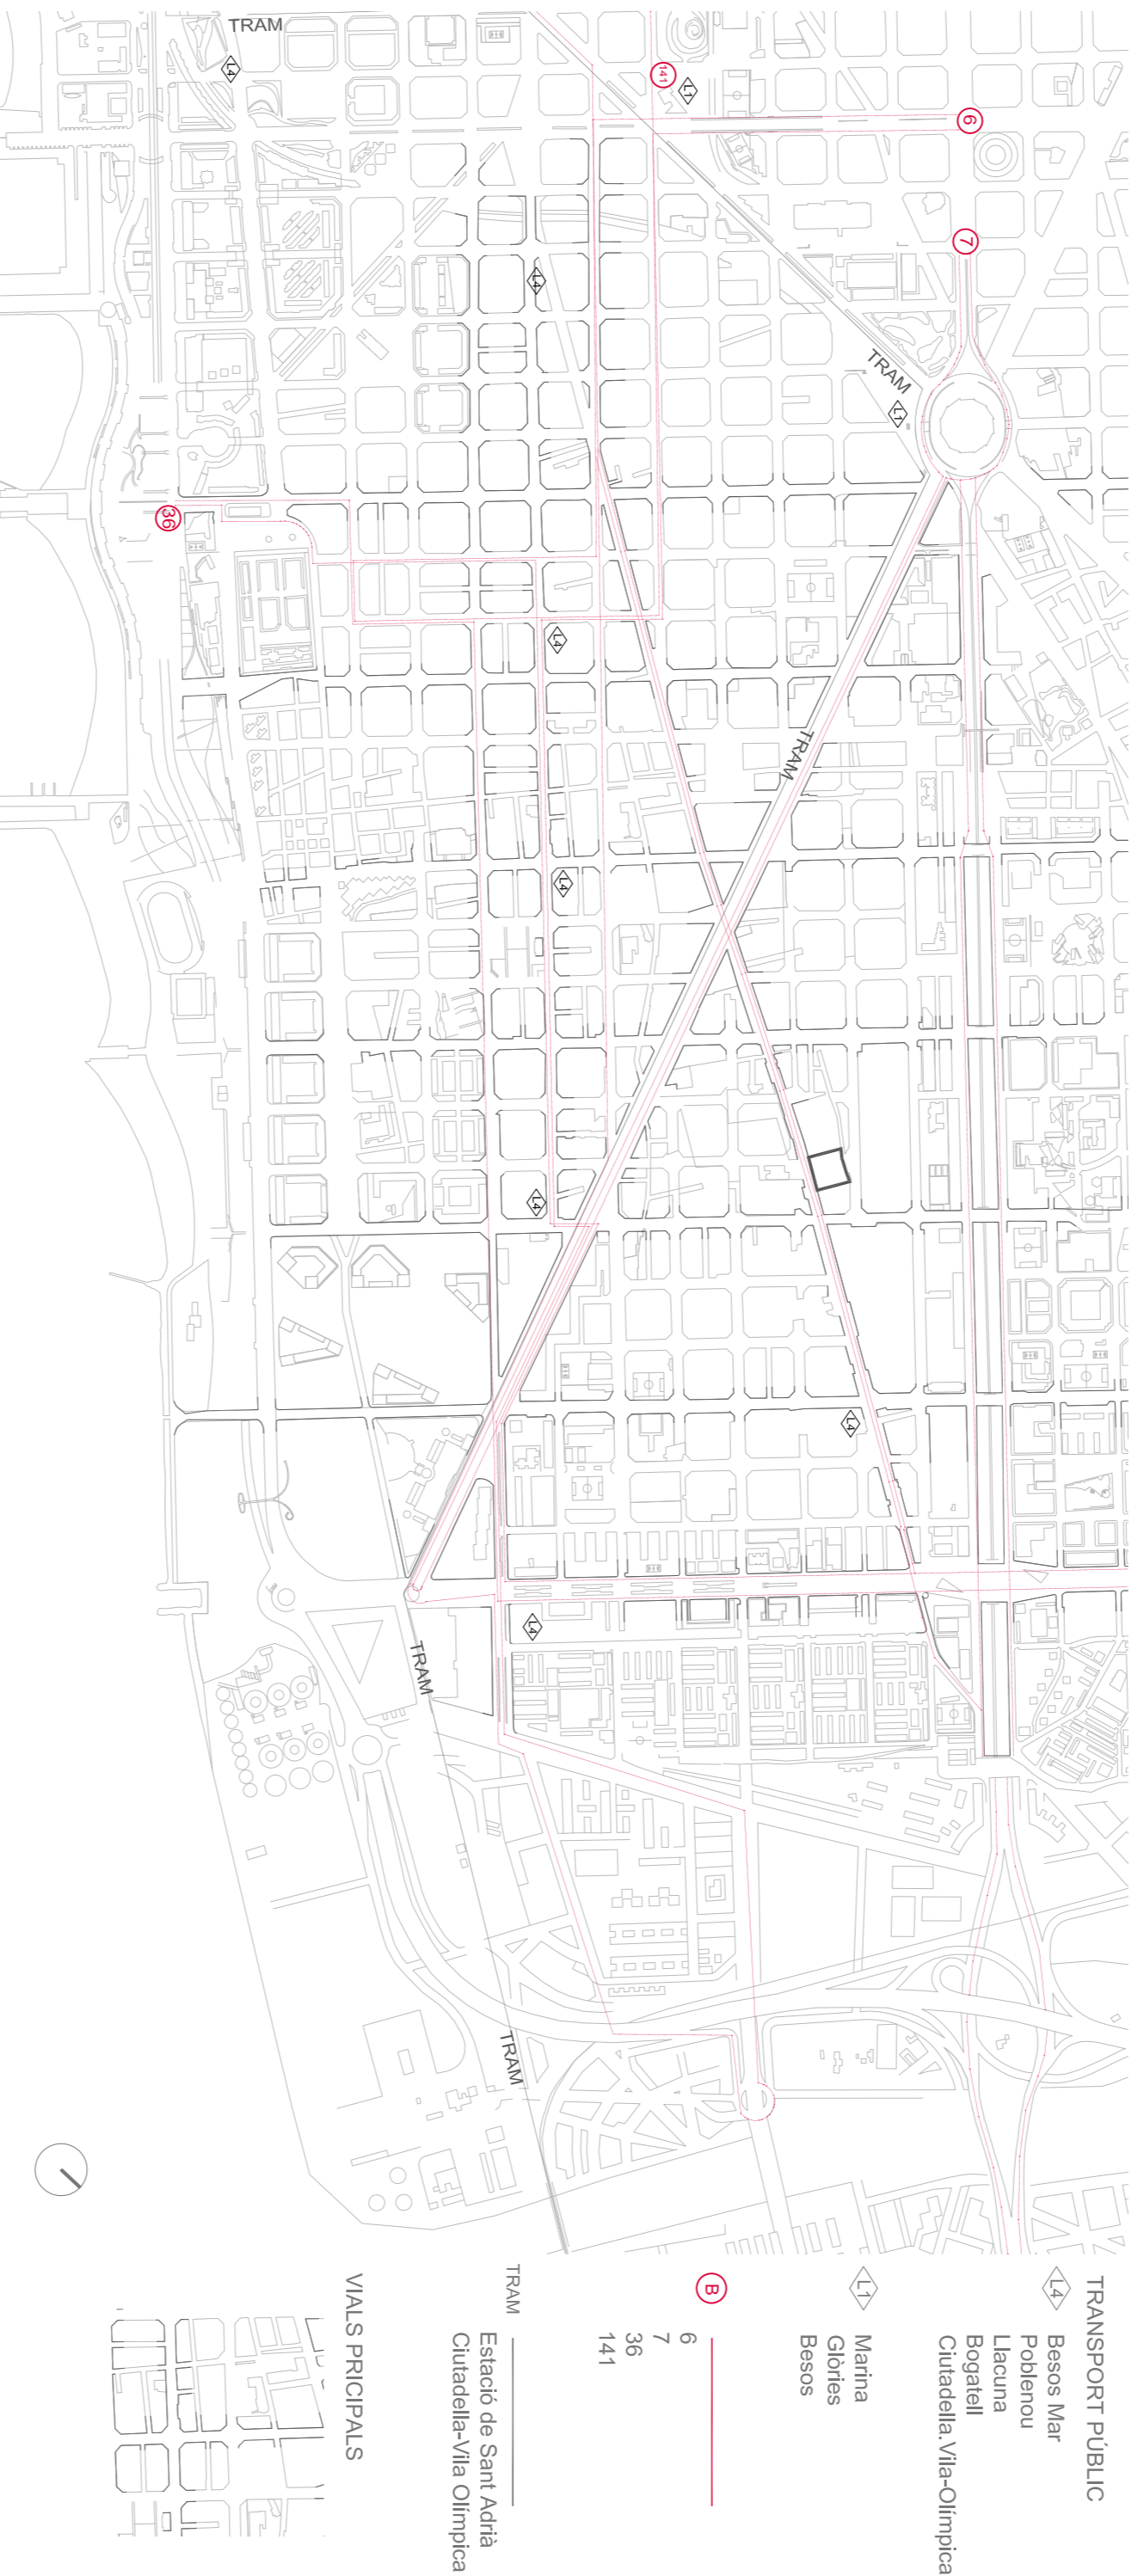 TRAM
L4
141
L1
6
7
L4
TRAM
L1
36
L4
TRAM
L4
L4
L4
TRAM
L4
TRAM
TRANSPORT PÚBLIC
L4
Besos Mar
Poblenou
Llacuna
Bogatell
Ciutadella.Vila-Olímpica
L1
Marina
Glòries
Besos
B
6
7
36
141
TRAM
Estació de Sant Adrià
Ciutadella-Vila Olímpica
VIALS PRICIPALS